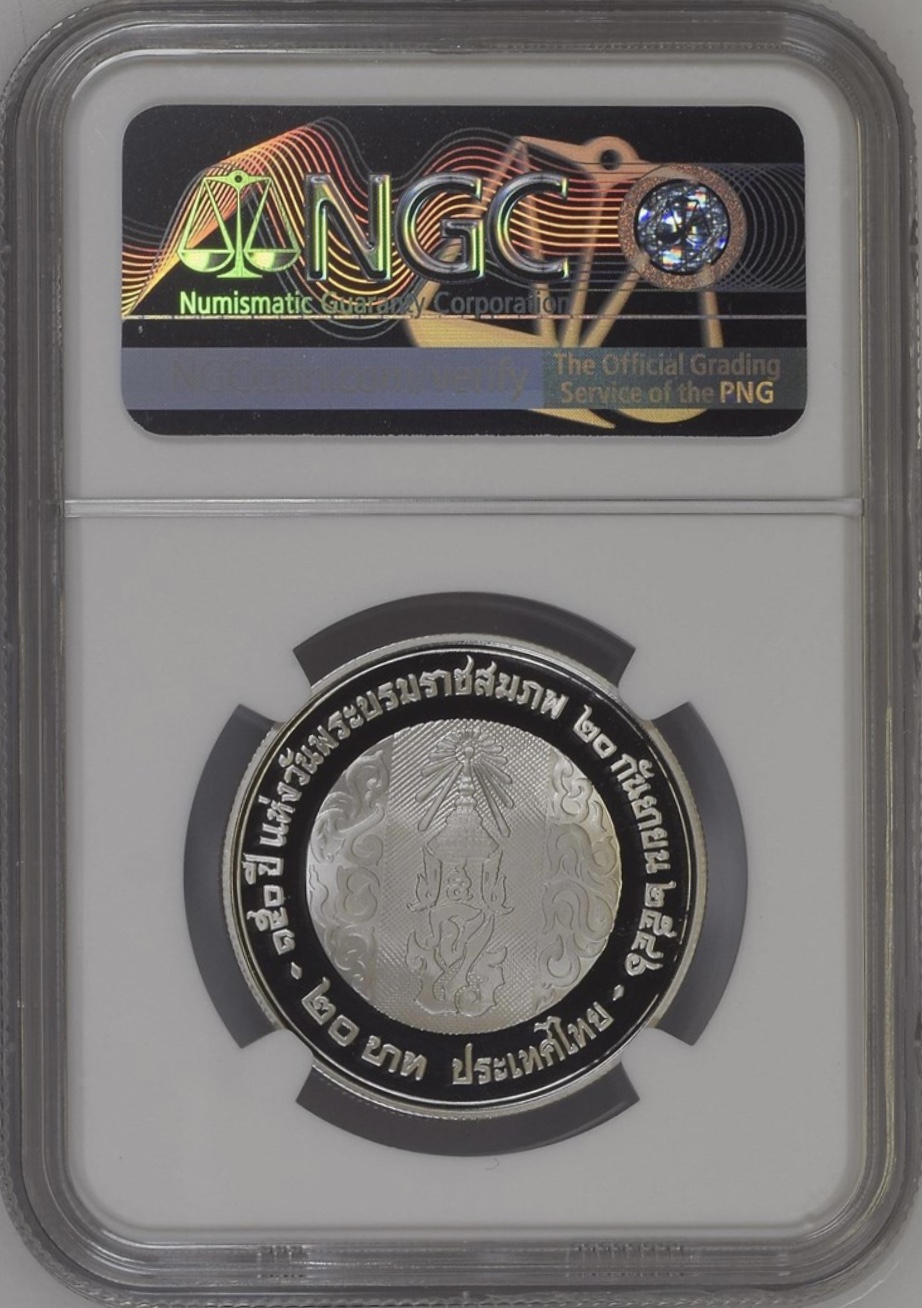 NGC
Numismatic Guaranty Corporation
NGCcoin.com/verify
The Official Grading
Service of the PNG
๑๕๐ ปี แห่งวันพระบรมราชสมภพ ๒๐ กันยายน ๒๕๔๖
๒๐ บาท ประเทศไทย